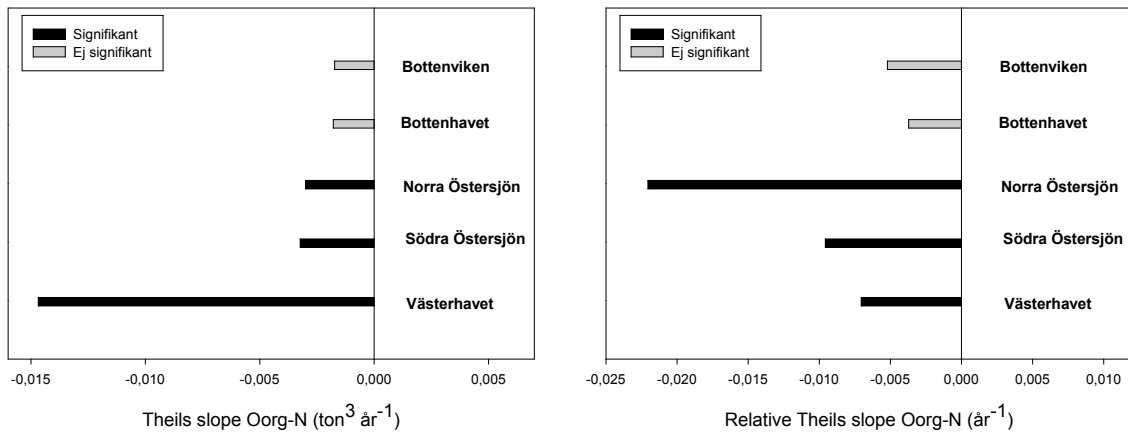 Signifikant
Ej signifikant
Bottenviken
Bottenhavet
Norra Östersjön
Södra Östersjön
Västerhavet
-0,015 -0,010 -0,005 0,000 0,005
Theils slope Oorg-N (ton³ år⁻¹)
Signifikant
Ej signifikant
Bottenviken
Bottenhavet
Norra Östersjön
Södra Östersjön
Västerhavet
-0,025 -0,020 -0,015 -0,010 -0,005 0,000 0,005 0,010
Relative Theils slope Oorg-N (år⁻¹)